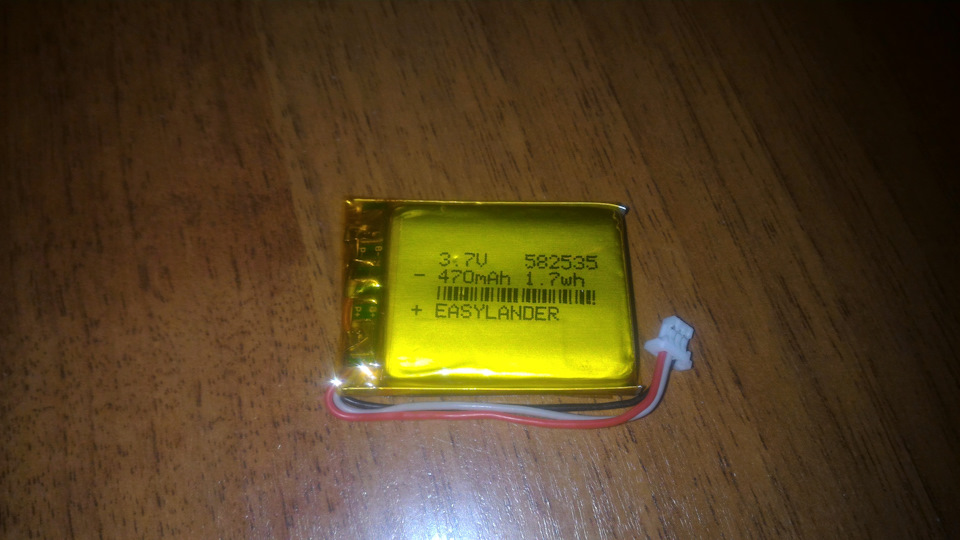 3.7V 582535
- 470mAh 1.7wh
+ EASYLANDER